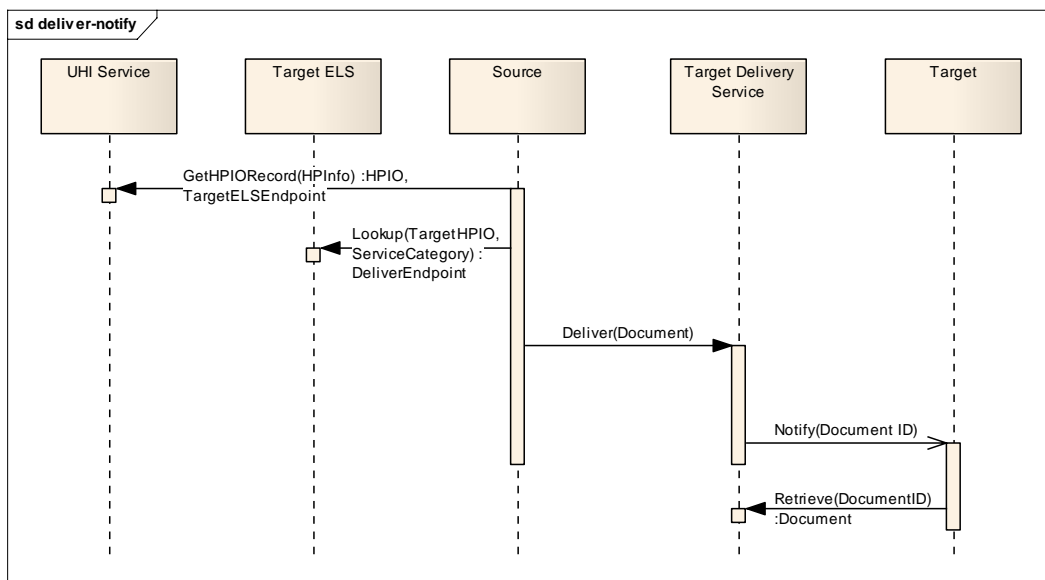 sd deliver-notify
UHI Service
Target ELS
Source
Target Delivery
Service
Target
GetHPIORecord(HPInfo) :HPIO,
TargetELSEndpoint
Lookup(TargetHPIO,
ServiceCategory) :
DeliverEndpoint
Deliver(Document)
Notify(Document ID)
Retrieve(DocumentID)
:Document